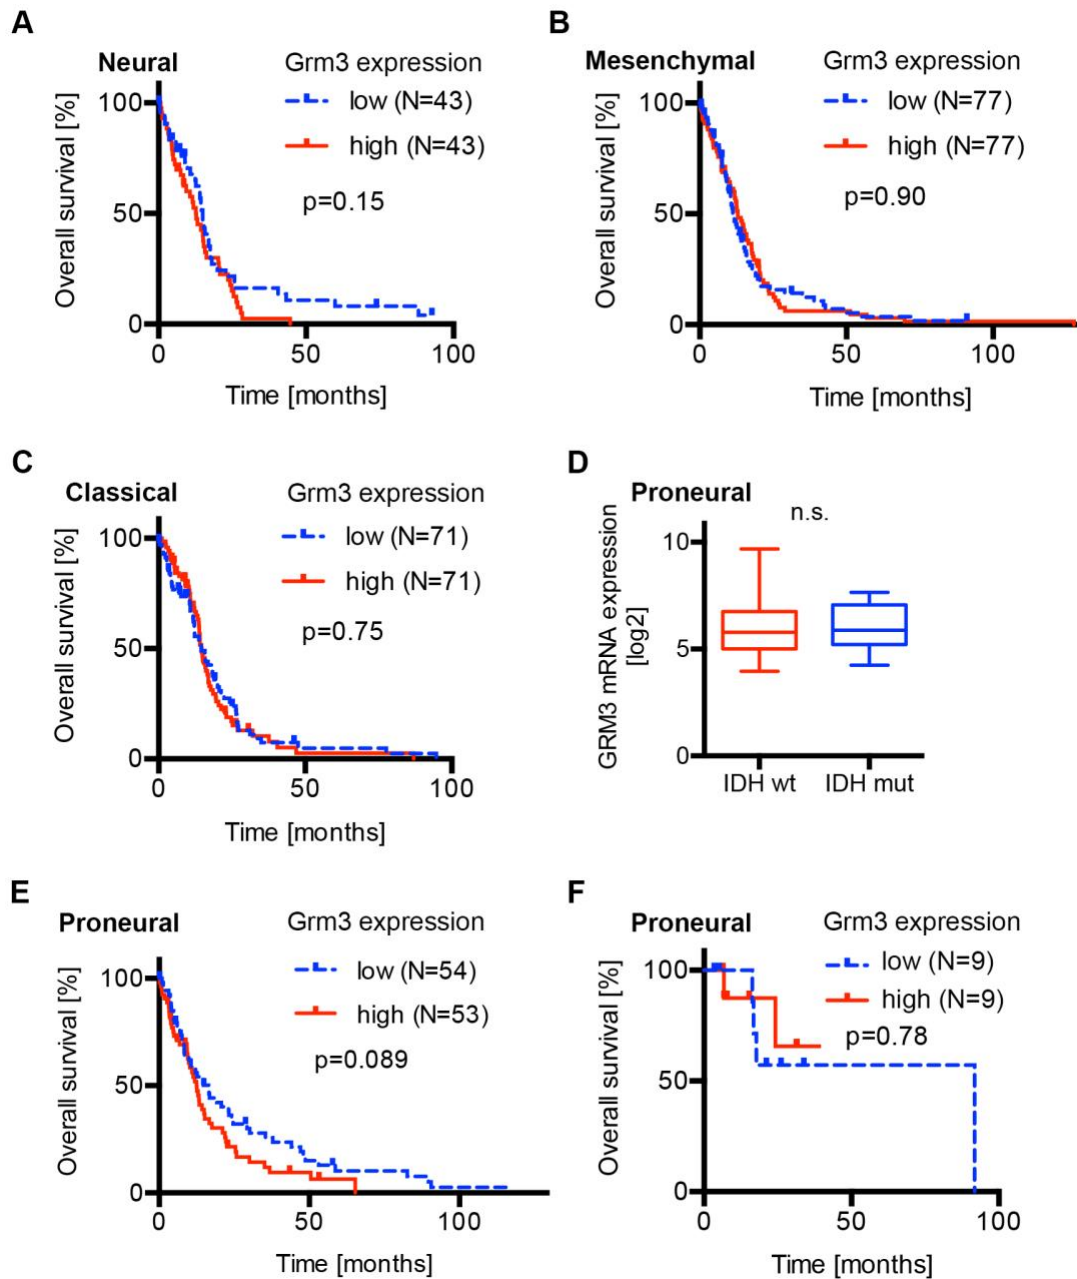 A
Neural
Grm3 expression
low (N=43)
high (N=43)
p=0.15
Overall survival [%]
100
50
0
0 50 100
Time [months]
B
Mesenchymal
Grm3 expression
low (N=77)
high (N=77)
p=0.90
Overall survival [%]
100
50
0
0 50 100
Time [months]
C
Classical
Grm3 expression
low (N=71)
high (N=71)
p=0.75
Overall survival [%]
100
50
0
0 50 100
Time [months]
D
Proneural
n.s.
GRM3 mRNA expression
[log2]
10
5
0
IDH wt IDH mut
E
Proneural
Grm3 expression
low (N=54)
high (N=53)
p=0.089
Overall survival [%]
100
50
0
0 50 100
Time [months]
F
Proneural
Grm3 expression
low (N=9)
high (N=9)
p=0.78
Overall survival [%]
100
50
0
0 50 100
Time [months]